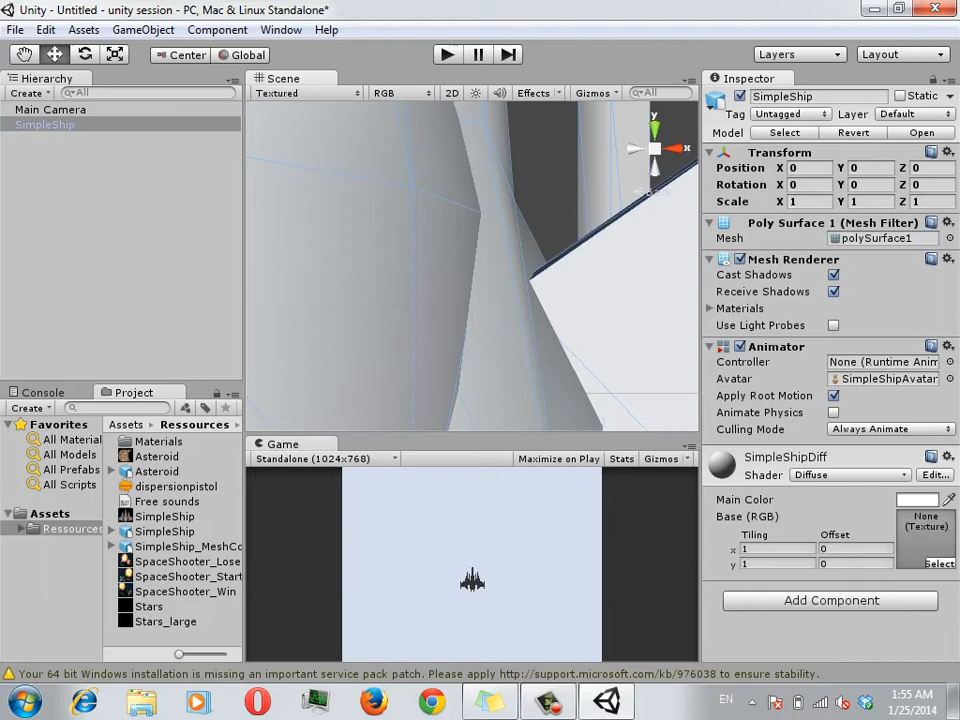 Unity - Untitled - unity session - PC, Mac & Linux Standalone*
File Edit Assets GameObject Component Window Help
Center Global Layers Layout
Hierarchy
Create All
Main Camera
SimpleShip
Scene
Textured RGB 2D Effects Gizmos All
y
x
Inspector
SimpleShip Static
Tag Untagged Layer Default
Model Select Revert Open
Transform
Position X 0 Y 0 Z 0
Rotation X 0 Y 0 Z 0
Scale X 1 Y 1 Z 1
Poly Surface 1 (Mesh Filter)
Mesh polySurface1
Mesh Renderer
Cast Shadows
Receive Shadows
Materials
Use Light Probes
Animator
Controller None (Runtime Anim
Avatar SimpleShipAvatar
Apply Root Motion
Animate Physics
Culling Mode Always Animate
SimpleShipDiff
Shader Diffuse Edit...
Main Color
Base (RGB)
None
(Texture)
Tiling Offset
x 1 0
y 1 0
Select
Add Component
Console Project
Create
Favorites
All Material
All Models
All Prefabs
All Scripts
Assets
Ressources
Assets Ressources
Materials
Asteroid
Asteroid
dispersionpistol
Free sounds
SimpleShip
SimpleShip
SimpleShip_MeshCo
SpaceShooter_Lose
SpaceShooter_Start
SpaceShooter_Win
Stars
Stars_large
Game
Standalone (1024x768) Maximize on Play Stats Gizmos
Your 64 bit Windows installation is missing an important service pack patch. Please apply http://support.microsoft.com/kb/976038 to ensure stability.
EN
1:55 AM
1/25/2014